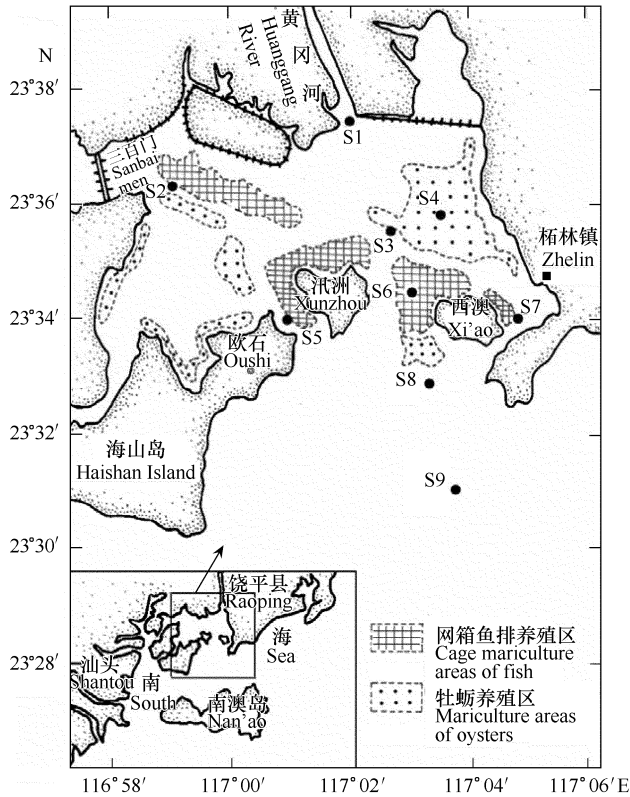 N
黄
冈
河
Huanggang
River
23°38′
S1
三百门
Sanbai
men
S2
23°36′
S4
S3
柘林镇
Zhelin
汛洲
Xunzhou
S6
西澳
Xi'ao
S7
23°34′
S5
欧石
Oushi
S8
23°32′
海山岛
Haishan Island
S9
23°30′
饶平县
Raoping
海
Sea
网箱鱼排养殖区
Cage mariculture
areas of fish
23°28′
汕头
Shantou
南
South
南澳岛
Nan'ao
牡蛎养殖区
Mariculture areas
of oysters
116°58′
117°00′
117°02′
117°04′
117°06′E